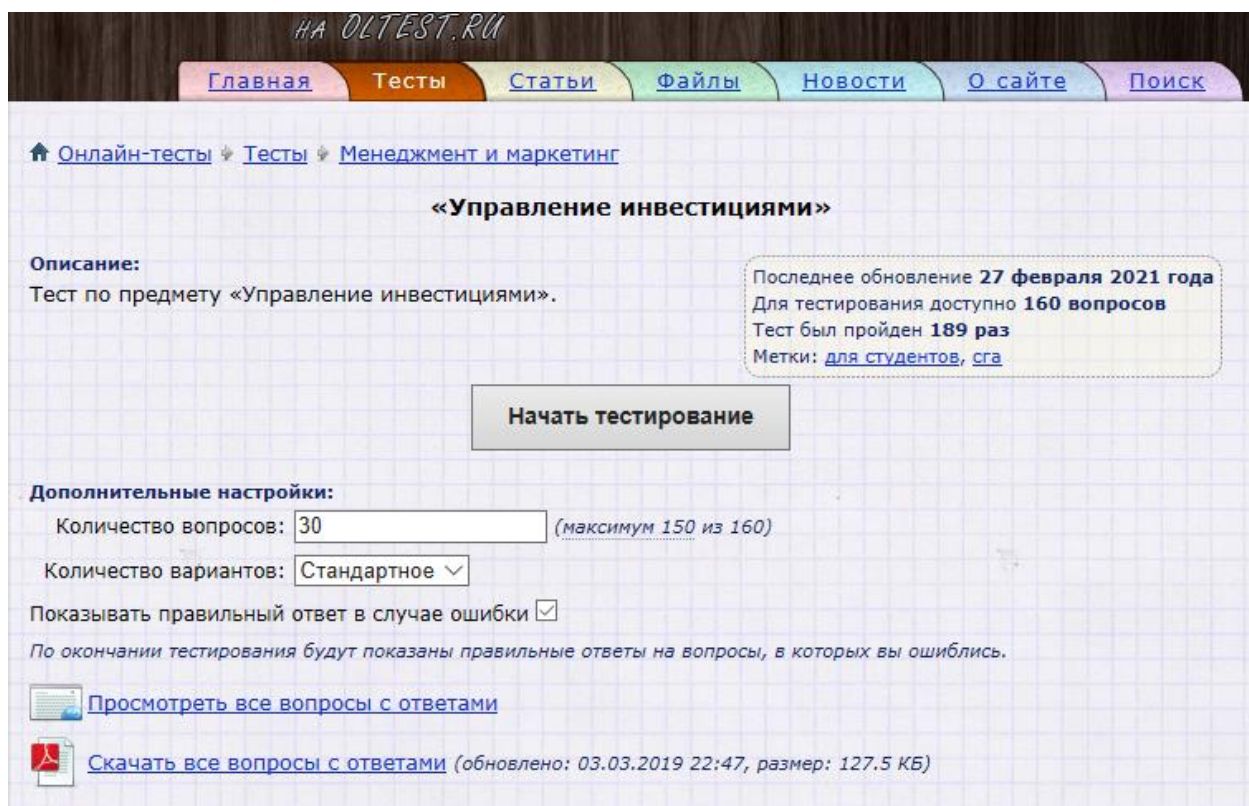 на OLTEST.RU
Главная Тесты Статьи Файлы Новости О сайте Поиск
Онлайн-тесты Тесты Менеджмент и маркетинг
«Управление инвестициями»
Описание:
Тест по предмету «Управление инвестициями».
Последнее обновление 27 февраля 2021 года
Для тестирования доступно 160 вопросов
Тест был пройден 189 раз
Метки: для студентов, сга
Начать тестирование
Дополнительные настройки:
Количество вопросов: 30 (максимум 150 из 160)
Количество вариантов: Стандартное
Показывать правильный ответ в случае ошибки
По окончании тестирования будут показаны правильные ответы на вопросы, в которых вы ошиблись.
Просмотреть все вопросы с ответами
Скачать все вопросы с ответами (обновлено: 03.03.2019 22:47, размер: 127.5 КБ)